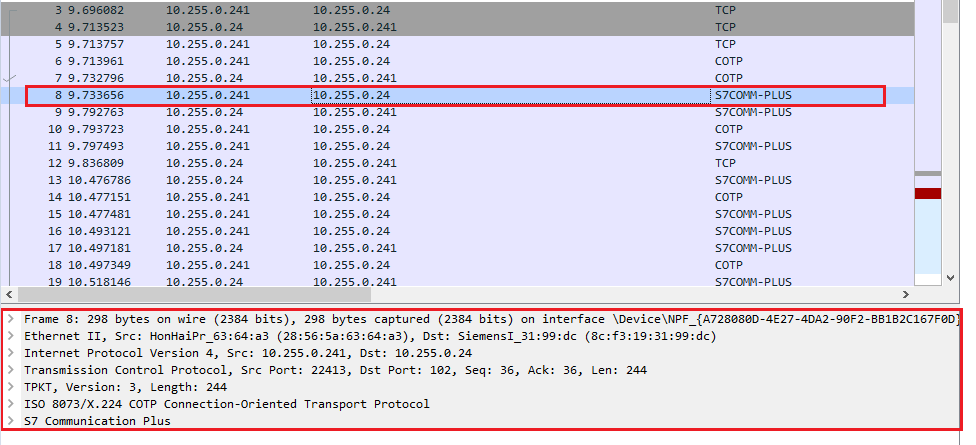 3 9.696082 10.255.0.241 10.255.0.24 TCP
4 9.713523 10.255.0.24 10.255.0.241 TCP
5 9.713757 10.255.0.241 10.255.0.24 TCP
6 9.713961 10.255.0.241 10.255.0.24 COTP
7 9.732796 10.255.0.24 10.255.0.241 COTP
8 9.733656 10.255.0.241 10.255.0.24 S7COMM-PLUS
9 9.792763 10.255.0.24 10.255.0.241 S7COMM-PLUS
10 9.793723 10.255.0.241 10.255.0.24 COTP
11 9.797493 10.255.0.241 10.255.0.24 S7COMM-PLUS
12 9.836809 10.255.0.24 10.255.0.241 TCP
13 10.476786 10.255.0.24 10.255.0.241 S7COMM-PLUS
14 10.477151 10.255.0.241 10.255.0.24 COTP
15 10.477481 10.255.0.241 10.255.0.24 S7COMM-PLUS
16 10.493121 10.255.0.24 10.255.0.241 S7COMM-PLUS
17 10.497181 10.255.0.24 10.255.0.241 S7COMM-PLUS
18 10.497349 10.255.0.241 10.255.0.24 COTP
19 10.518146 10.255.0.241 10.255.0.24 S7COMM-PLUS
Frame 8: 298 bytes on wire (2384 bits), 298 bytes captured (2384 bits) on interface \Device\NPF_{A728080D-4E27-4DA2-90F2-BB1B2C167F0D}
Ethernet II, Src: HonHaiPr_63:64:a3 (28:56:5a:63:64:a3), Dst: SiemensI_31:99:dc (8c:f3:19:31:99:dc)
Internet Protocol Version 4, Src: 10.255.0.241, Dst: 10.255.0.24
Transmission Control Protocol, Src Port: 22413, Dst Port: 102, Seq: 36, Ack: 36, Len: 244
TPKT, Version: 3, Length: 244
ISO 8073/X.224 COTP Connection-Oriented Transport Protocol
S7 Communication Plus